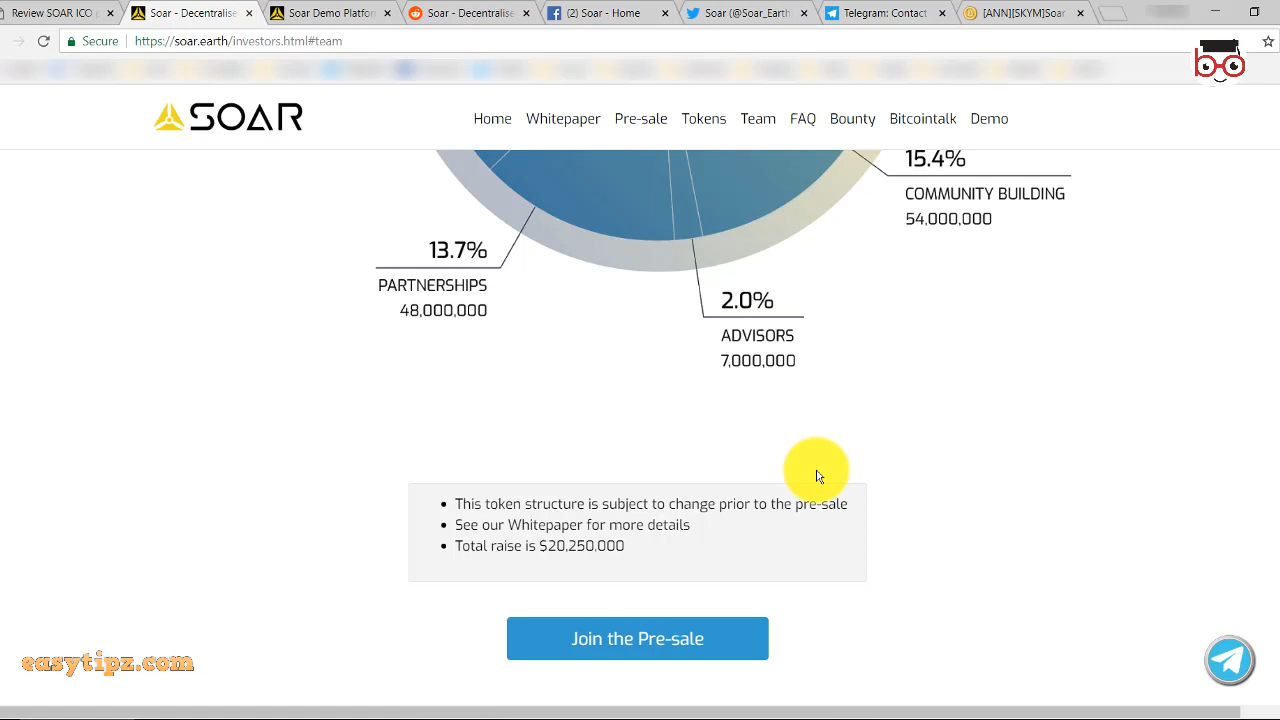 Review SOAR ICO
Soar - Decentralise
Soar Demo Platforn
Soar - Decentralise
(2) Soar - Home
Soar (@Soar_Earth
Telegram: Contact
[ANN][SKYM]Soar
Secure
https://soar.earth/investors.html#team
SOAR
Home
Whitepaper
Pre-sale
Tokens
Team
FAQ
Bounty
Bitcointalk
Demo
15.4%
COMMUNITY BUILDING
54,000,000
13.7%
PARTNERSHIPS
48,000,000
2.0%
ADVISORS
7,000,000
This token structure is subject to change prior to the pre-sale
See our Whitepaper for more details
Total raise is $20,250,000
Join the Pre-sale
easytipz.com